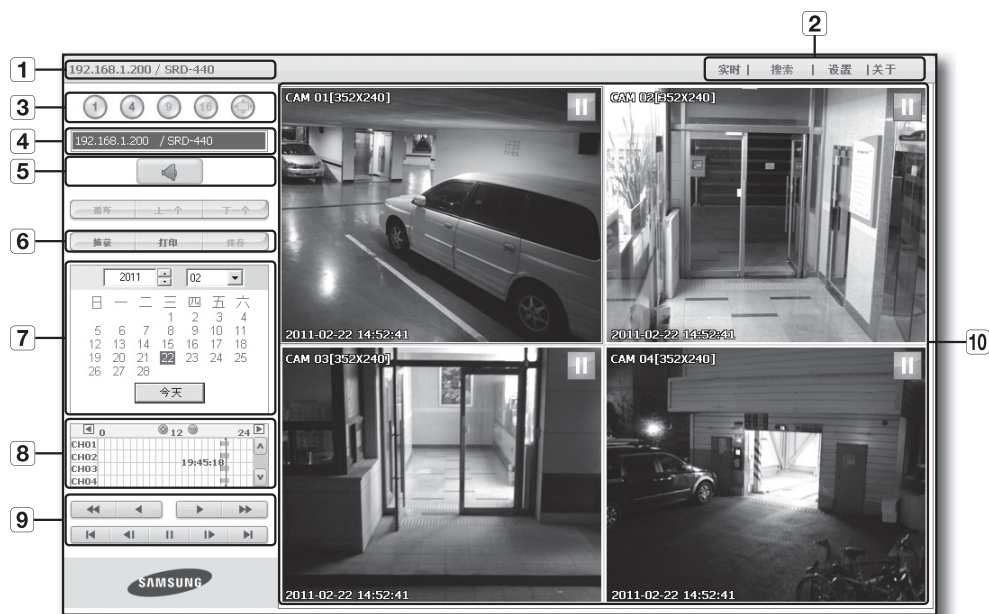 2
1
192.168.1.200 / SRD-440
实时 | 搜索 | 设置 | 关于
3
1 4 9 16
4
192.168.1.200 / SRD-440
5
上一个 下一个
6
捕获 打印 保存
7
2011 02
日 一 二 三 四 五 六
1 2 3 4
5 6 7 8 9 10 11
12 13 14 15 16 17 18
19 20 21 22 23 24 25
26 27 28
今天
8
0 12 24
CH01
CH02
19:45:18
CH03
CH04
9
SAMSUNG
CAM 01[352X240]
2011-02-22 14:52:41
CAM 02[352X240]
2011-02-22 14:52:41
CAM 03[352X240]
2011-02-22 14:52:41
CAM 04[352X240]
2011-02-22 14:52:41
10